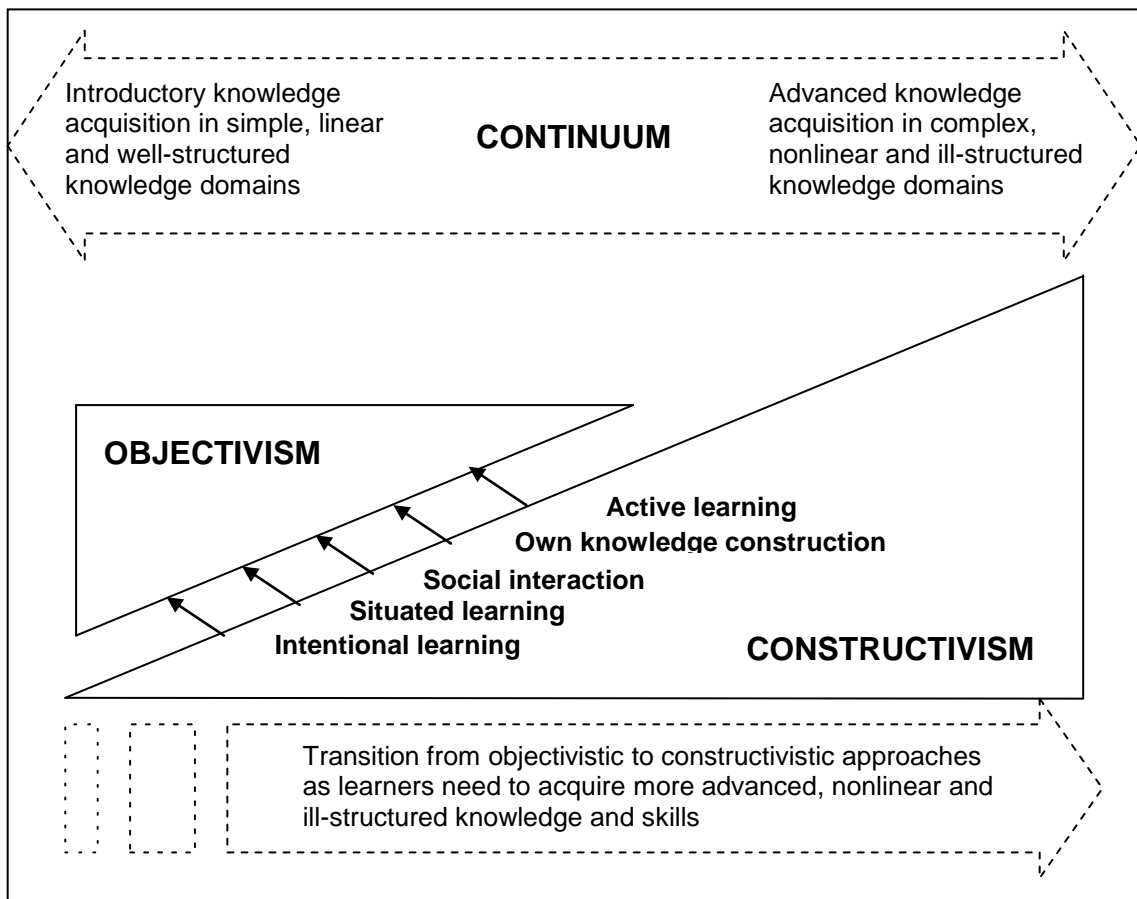 Introductory knowledge
acquisition in simple, linear
and well-structured
knowledge domains
CONTINUUM
Advanced knowledge
acquisition in complex,
nonlinear and ill-structured
knowledge domains
OBJECTIVISM
Active learning
Own knowledge construction
Social interaction
Situated learning
Intentional learning
CONSTRUCTIVISM
Transition from objectivistic to constructivistic approaches
as learners need to acquire more advanced, nonlinear and
ill-structured knowledge and skills